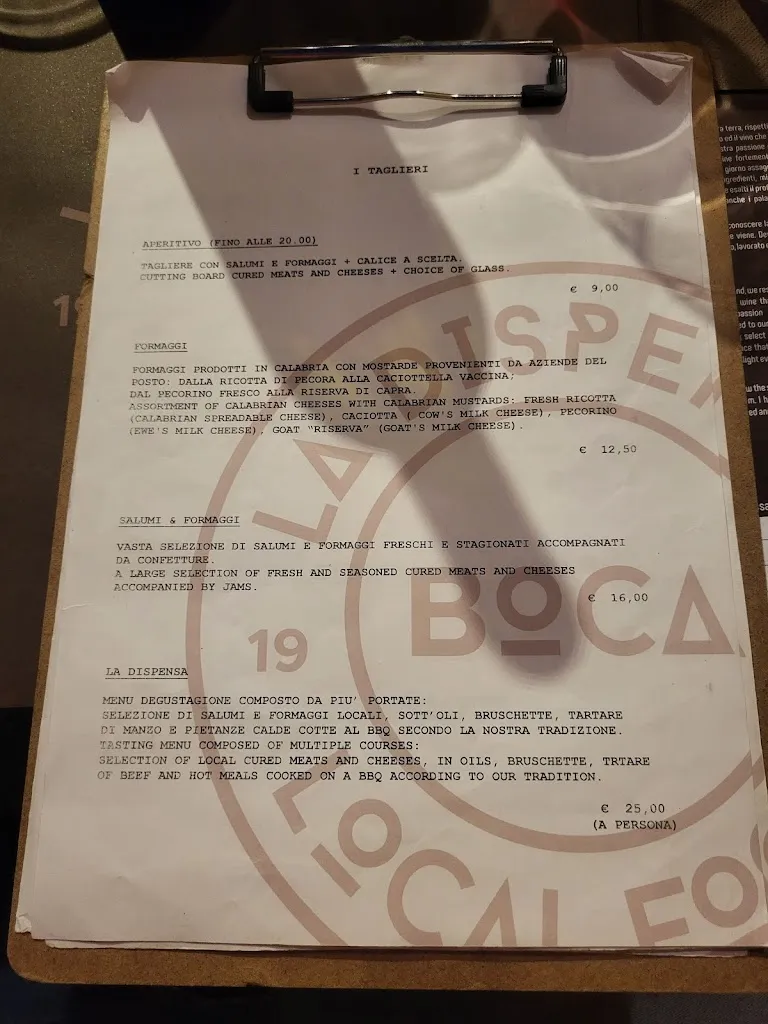 I TAGLIERI
APERITIVO (FINO ALLE 20.00)
TAGLIERE CON SALUMI E FORMAGGI + CALICE A SCELTA.
CUTTING BOARD CURED MEATS AND CHEESES + CHOICE OF GLASS.
€ 9,00
FORMAGGI
FORMAGGI PRODOTTI IN CALABRIA CON MOSTARDE PROVENIENTI DA AZIENDE DEL
POSTO: DALLA RICOTTA DI PECORA ALLA CACIOTTELLA VACCINA;
DAL PECORINO FRESCO ALLA RISERVA DI CAPRA.
ASSORTMENT OF CALABRIAN CHEESES WITH CALABRIAN MUSTARDS: FRESH RICOTTA
(CALABRIAN SPREADABLE CHEESE), CACIOTTA ( COW'S MILK CHEESE), PECORINO
(EWE'S MILK CHEESE), GOAT "RISERVA" (GOAT'S MILK CHEESE).
€ 12,50
SALUMI & FORMAGGI
VASTA SELEZIONE DI SALUMI E FORMAGGI FRESCHI E STAGIONATI ACCOMPAGNATI
DA CONFETTURE.
A LARGE SELECTION OF FRESH AND SEASONED CURED MEATS AND CHEESES
ACCOMPANIED BY JAMS.
€ 16,00
LA DISPENSA
MENU DEGUSTAGIONE COMPOSTO DA PIU' PORTATE:
SELEZIONE DI SALUMI E FORMAGGI LOCALI, SOTT'OLI, BRUSCHETTE, TARTARE
DI MANZO E PIETANZE CALDE COTTE AL BBQ SECONDO LA NOSTRA TRADIZIONE.
TASTING MENU COMPOSED OF MULTIPLE COURSES:
SELECTION OF LOCAL CURED MEATS AND CHEESES, IN OILS, BRUSCHETTE, TRTARE
OF BEEF AND HOT MEALS COOKED ON A BBQ ACCORDING TO OUR TRADITION.
€ 25,00
(A PERSONA)
LA DISPE
BOCA
19
LOCAL FO